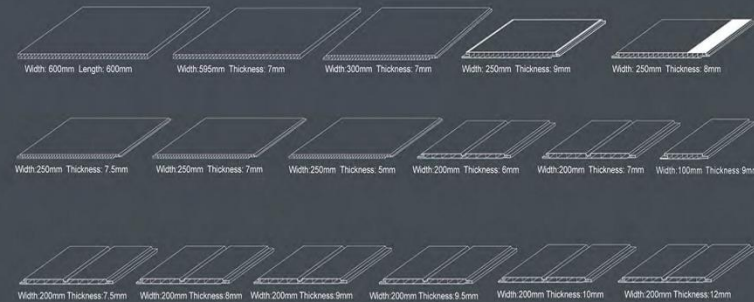 Width: 600mm Length: 600mm
Width:595mm Thickness: 7mm
Width:300mm Thickness: 7mm
Width: 250mm Thickness: 9mm
Width: 250mm Thickness: 8mm
Width:250mm Thickness: 7.5mm
Width:250mm Thickness: 7mm
Width:250mm Thickness: 5mm
Width:200mm Thickness: 6mm
Width:200mm Thickness: 7mm
Width:100mm Thickness 9mm
Width:200mm Thickness:7.5mm
Width:200mm Thickness 8mm
Width:200mm Thickness:9mm
Width:200mm Thickness:9.5mm
Width:200mm Thickness:10mm
Width:200mm Thickness:12mm